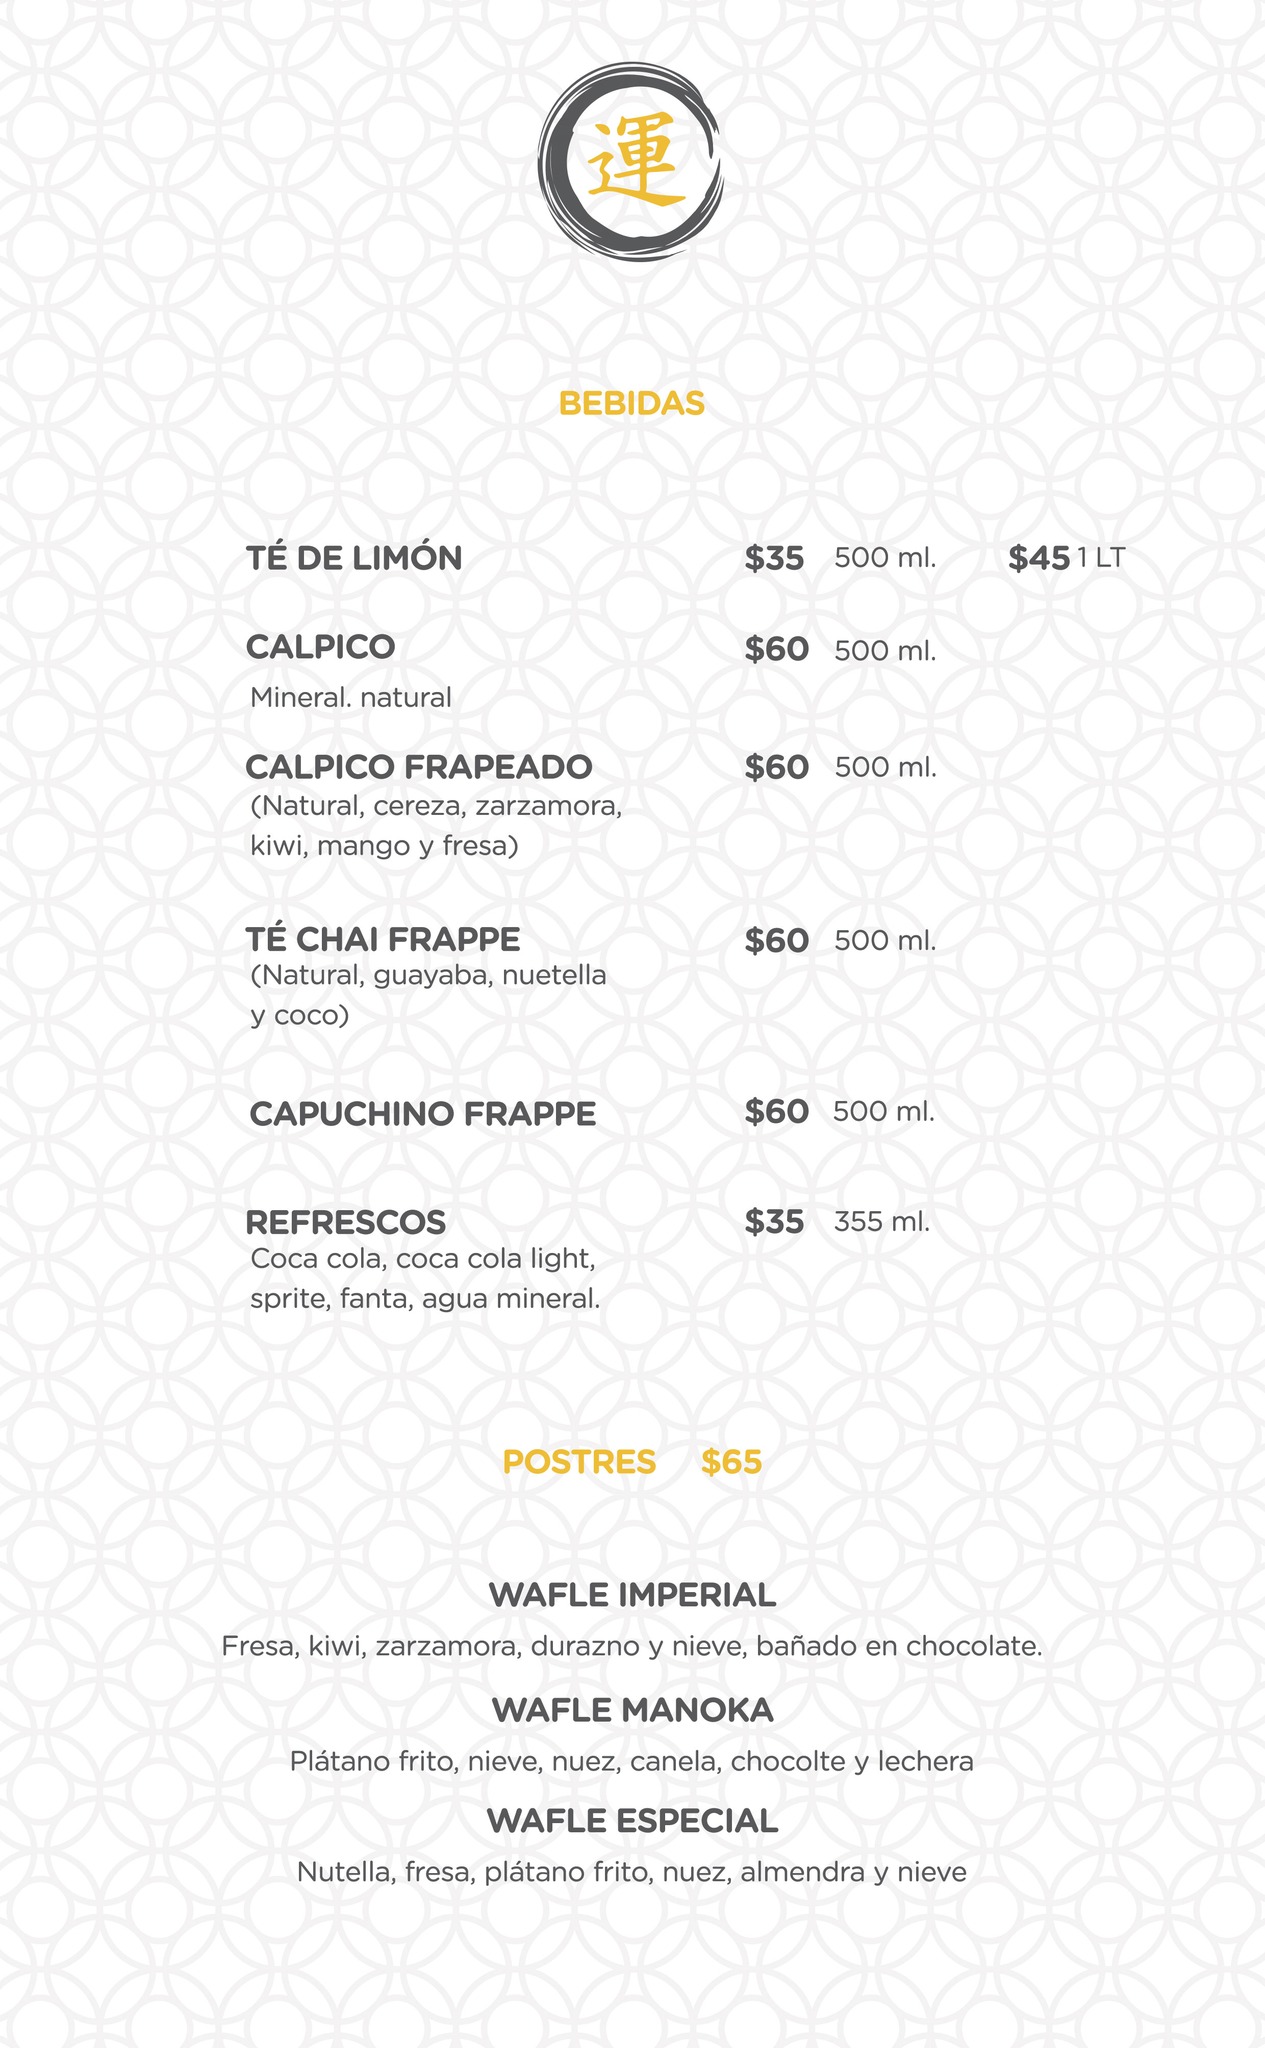 運
BEBIDAS
TÉ DE LIMÓN $35 500 ml. $45 1 LT
CALPICO $60 500 ml.
Mineral. natural
CALPICO FRAPEADO $60 500 ml.
(Natural, cereza, zarzamora,
kiwi, mango y fresa)
TÉ CHAI FRAPPE $60 500 ml.
(Natural, guayaba, nuetella
y coco)
CAPUCHINO FRAPPE $60 500 ml.
REFRESCOS $35 355 ml.
Coca cola, coca cola light,
sprite, fanta, agua mineral.
POSTRES $65
WAFLE IMPERIAL
Fresa, kiwi, zarzamora, durazno y nieve, bañado en chocolate.
WAFLE MANOKA
Plátano frito, nieve, nuez, canela, chocolte y lechera
WAFLE ESPECIAL
Nutella, fresa, plátano frito, nuez, almendra y nieve